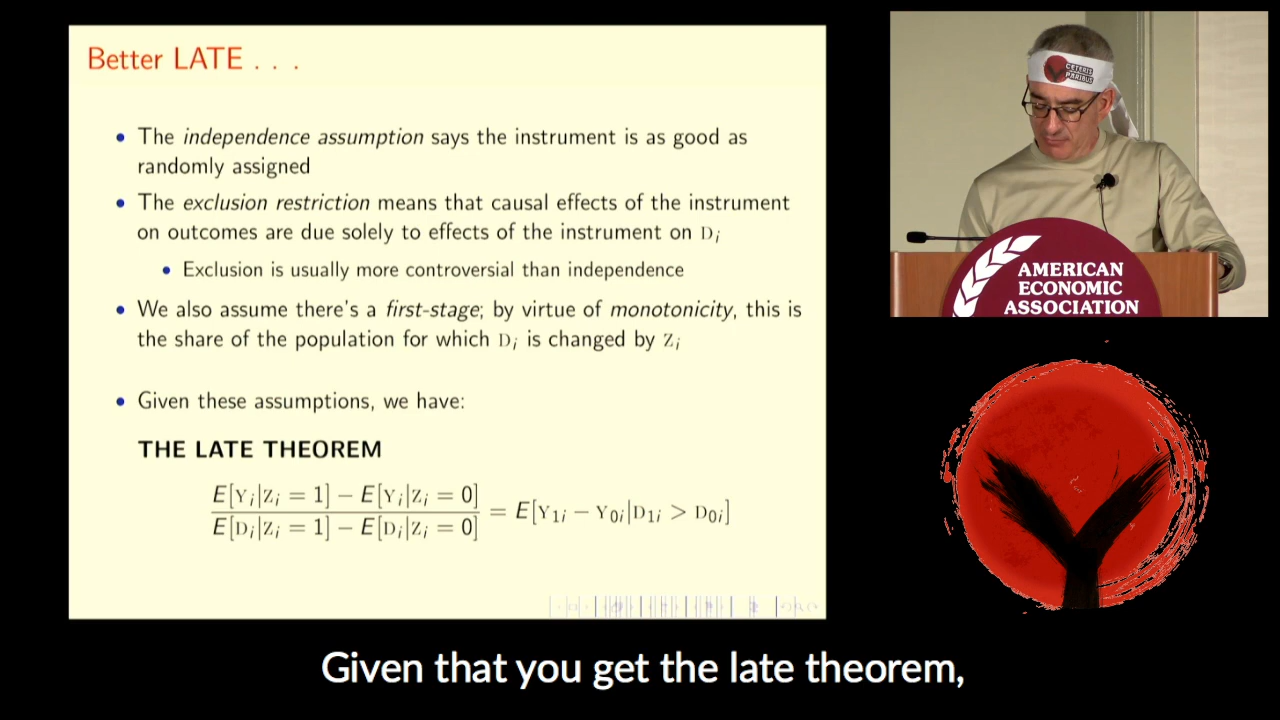 Better LATE . . .
• The independence assumption says the instrument is as good as
randomly assigned
• The exclusion restriction means that causal effects of the instrument
on outcomes are due solely to effects of the instrument on Dᵢ
• Exclusion is usually more controversial than independence
• We also assume there's a first-stage; by virtue of monotonicity, this is
the share of the population for which Dᵢ is changed by Zᵢ
• Given these assumptions, we have:
THE LATE THEOREM
E[Yᵢ|Zᵢ = 1] − E[Yᵢ|Zᵢ = 0]
E[Dᵢ|Zᵢ = 1] − E[Dᵢ|Zᵢ = 0]
= E[Y₁ᵢ − Y₀ᵢ|D₁ᵢ > D₀ᵢ]
CETERIS
PARIBUS
AMERICAN
ECONOMIC
ASSOCIATION
Given that you get the late theorem,